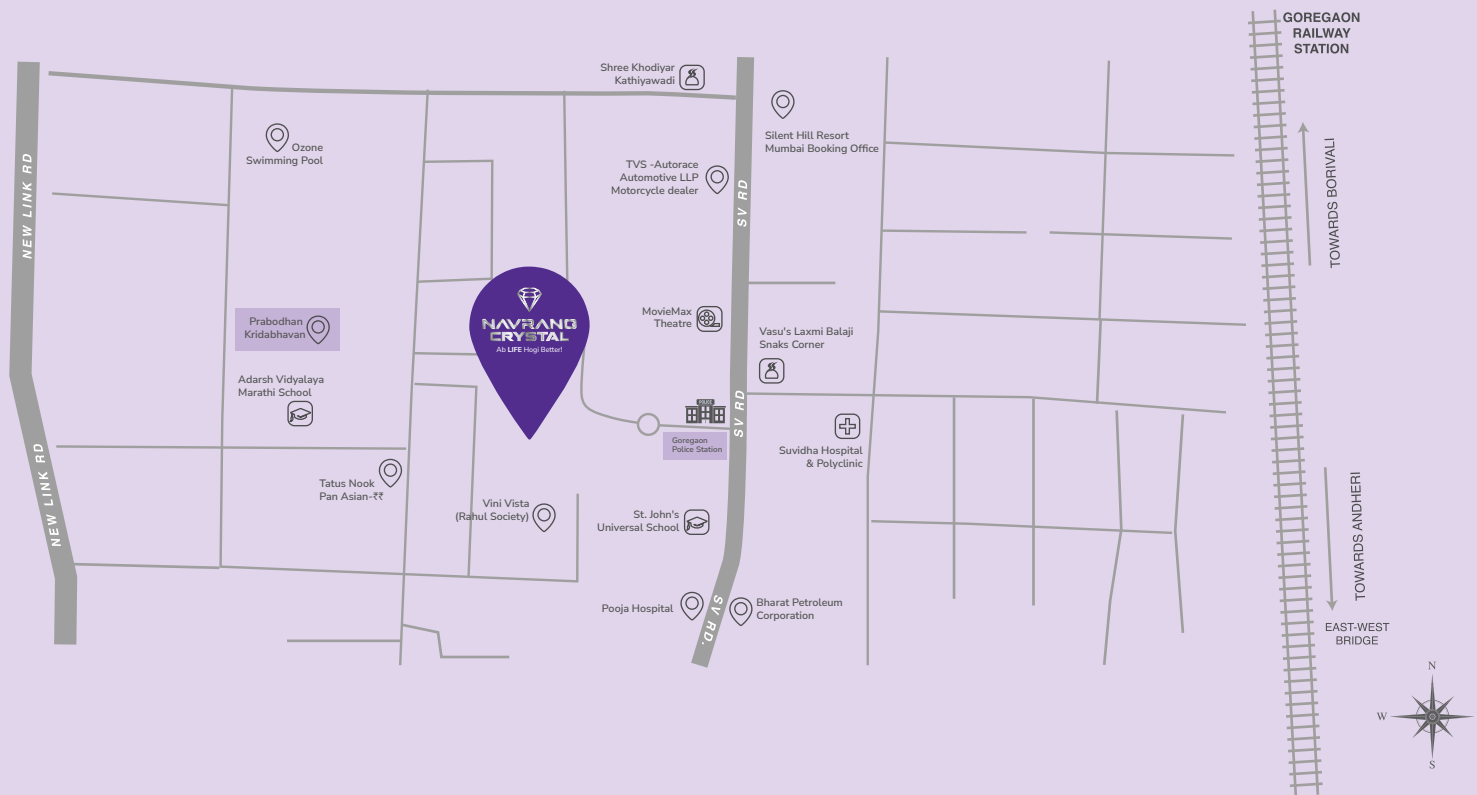 GOREGAON
RAILWAY
STATION
Shree Khodiyar
Kathiyawadi
Silent Hill Resort
Mumbai Booking Office
Ozone
Swimming Pool
TVS -Autorace
Automotive LLP
Motorcycle dealer
NEW LINK RD
SV RD
TOWARDS BORIVALI
Prabodhan
Kridabhavan
NAVRANG
CRYSTAL
Ab LIFE Hogi Better!
MovieMax
Theatre
Vasu's Laxmi Balaji
Snaks Corner
Adarsh Vidyalaya
Marathi School
SV RD
POLICE
Goregaon
Police Station
Suvidha Hospital
& Polyclinic
NEW LINK RD
Tatus Nook
Pan Asian-₹₹
Vini Vista
(Rahul Society)
St. John's
Universal School
TOWARDS ANDHERI
Pooja Hospital
SV RD.
Bharat Petroleum
Corporation
EAST-WEST
BRIDGE
N
W
S